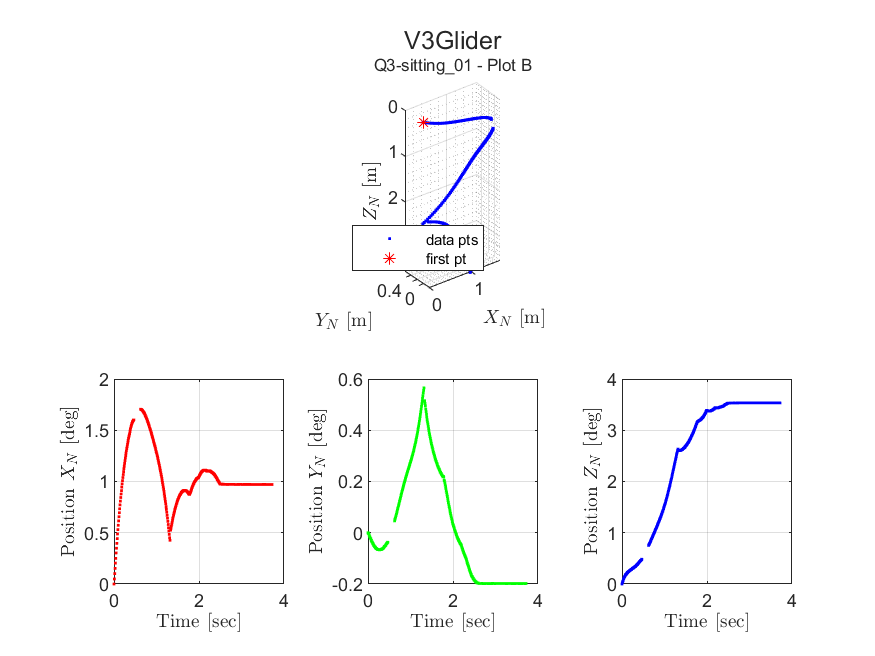 V3Glider
Q3-sitting_01 - Plot B
0
1
2
Z_N [m]
data pts
first pt
0.4
0
0
1
Y_N [m]
X_N [m]
2
1.5
1
0.5
0
Position X_N [deg]
0 2 4
Time [sec]
0.6
0.4
0.2
0
-0.2
Position Y_N [deg]
0 2 4
Time [sec]
4
3
2
1
0
Position Z_N [deg]
0 2 4
Time [sec]